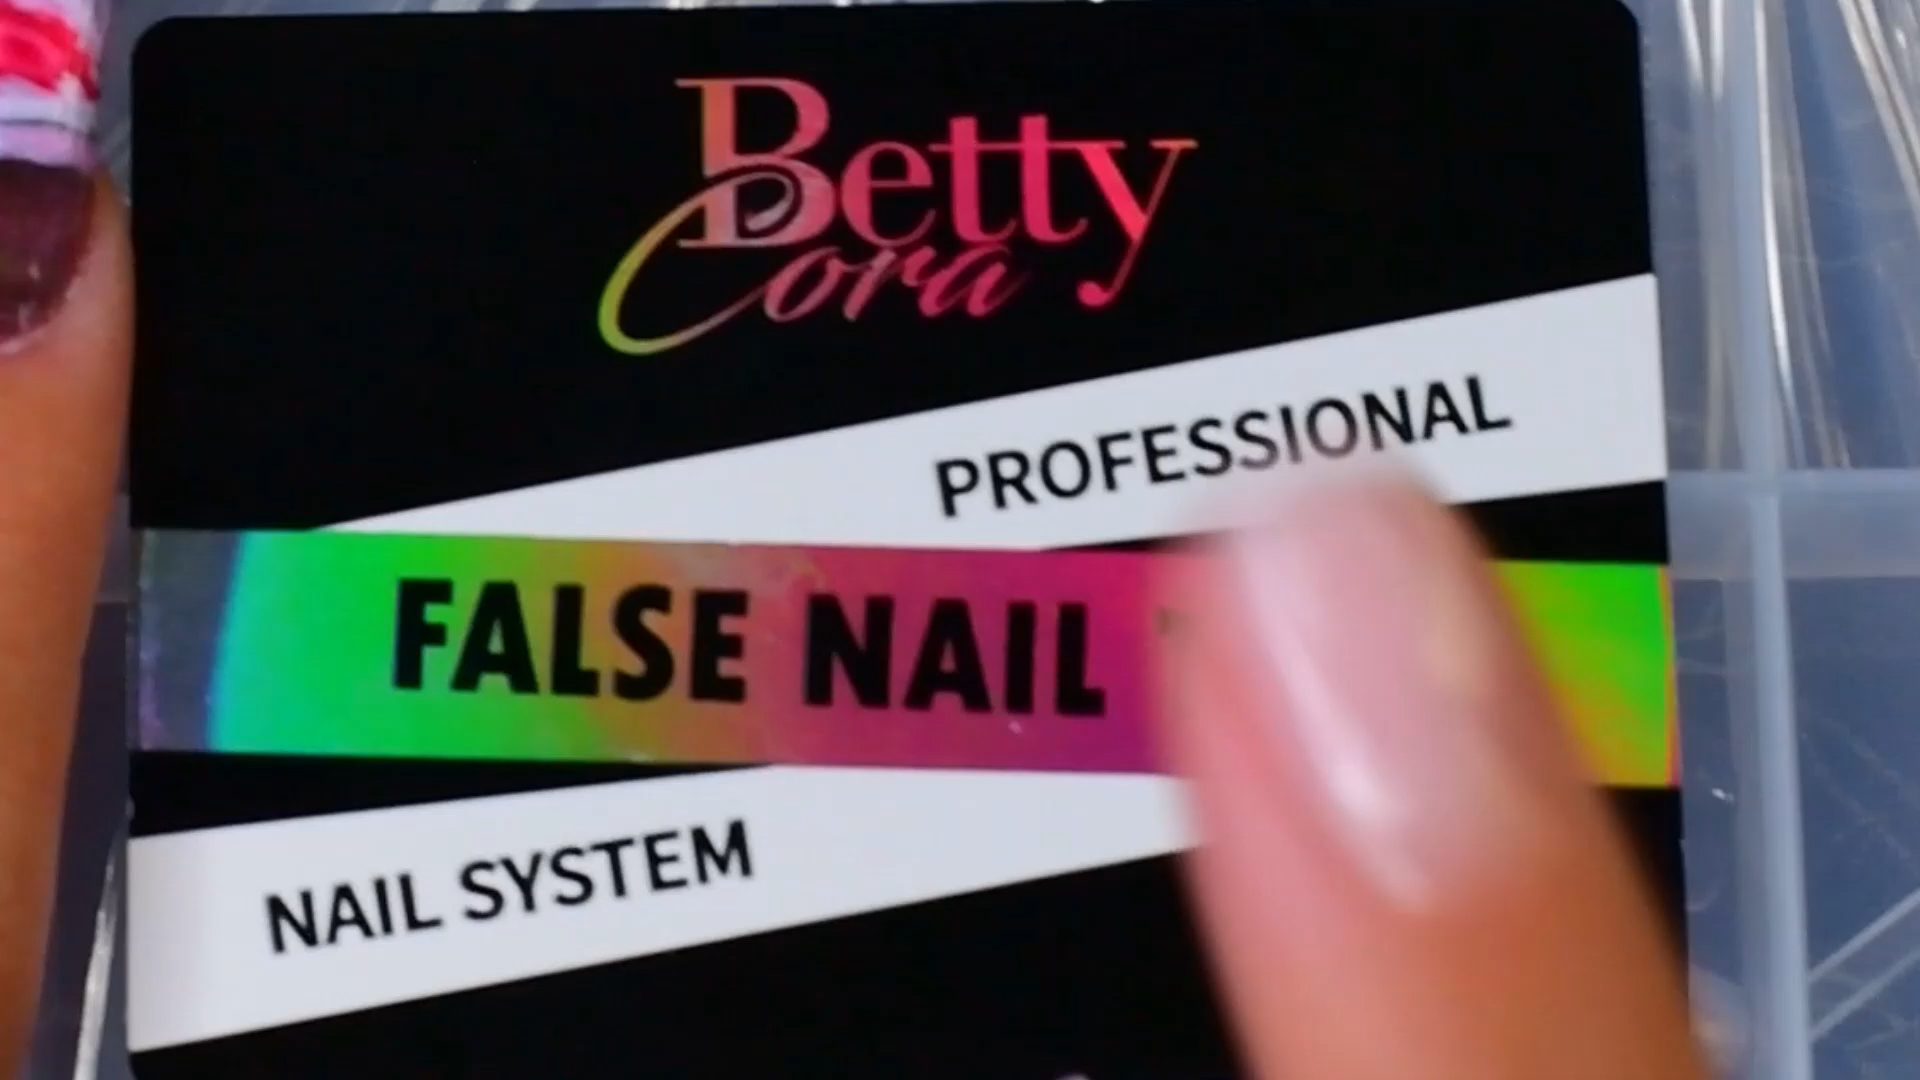 Betty
Cora
PROFESSIONAL
FALSE NAIL
NAIL SYSTEM